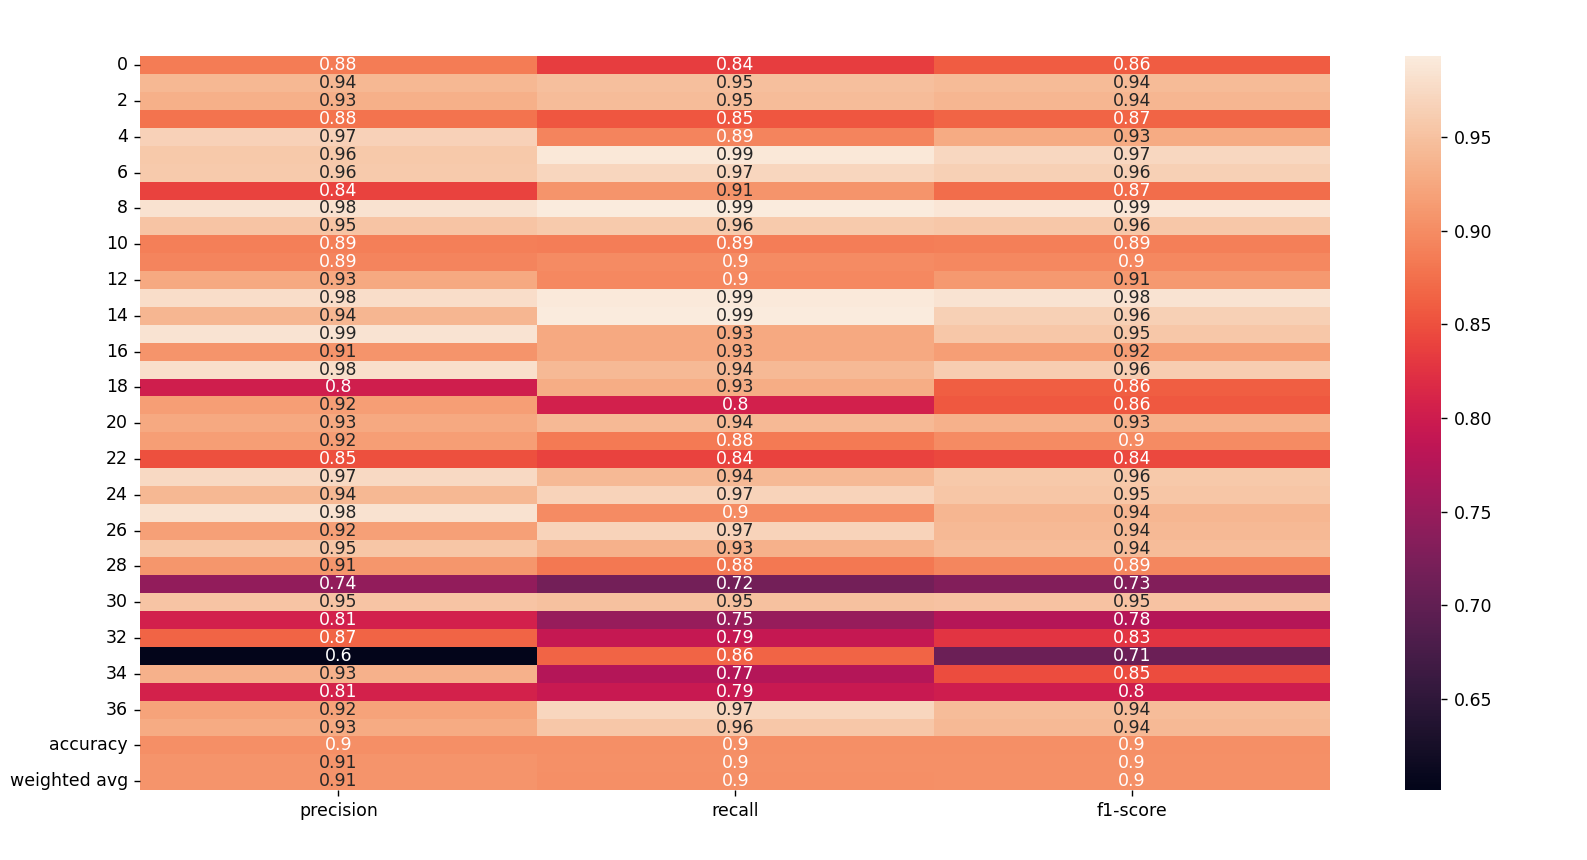 0 0.88 0.84 0.86
0.94 0.95 0.94
2 0.93 0.95 0.94
0.88 0.85 0.87
4 0.97 0.89 0.93 0.95
0.96 0.99 0.97
6 0.96 0.97 0.96
0.84 0.91 0.87
8 0.98 0.99 0.99
0.95 0.96 0.96 0.90
10 0.89 0.89 0.89
0.89 0.9 0.9
12 0.93 0.9 0.91
0.98 0.99 0.98
14 0.94 0.99 0.96 0.85
0.99 0.93 0.95
16 0.91 0.93 0.92
0.98 0.94 0.96
18 0.8 0.93 0.86
0.92 0.8 0.86
20 0.93 0.94 0.93 0.80
0.92 0.88 0.9
22 0.85 0.84 0.84
0.97 0.94 0.96
24 0.94 0.97 0.95
0.98 0.9 0.94 0.75
26 0.92 0.97 0.94
0.95 0.93 0.94
28 0.91 0.88 0.89
0.74 0.72 0.73
30 0.95 0.95 0.95 0.70
0.81 0.75 0.78
32 0.87 0.79 0.83
0.6 0.86 0.71
34 0.93 0.77 0.85
0.81 0.79 0.8 0.65
36 0.92 0.97 0.94
0.93 0.96 0.94
accuracy 0.9 0.9 0.9
0.91 0.9 0.9
weighted avg 0.91 0.9 0.9
precision recall f1-score